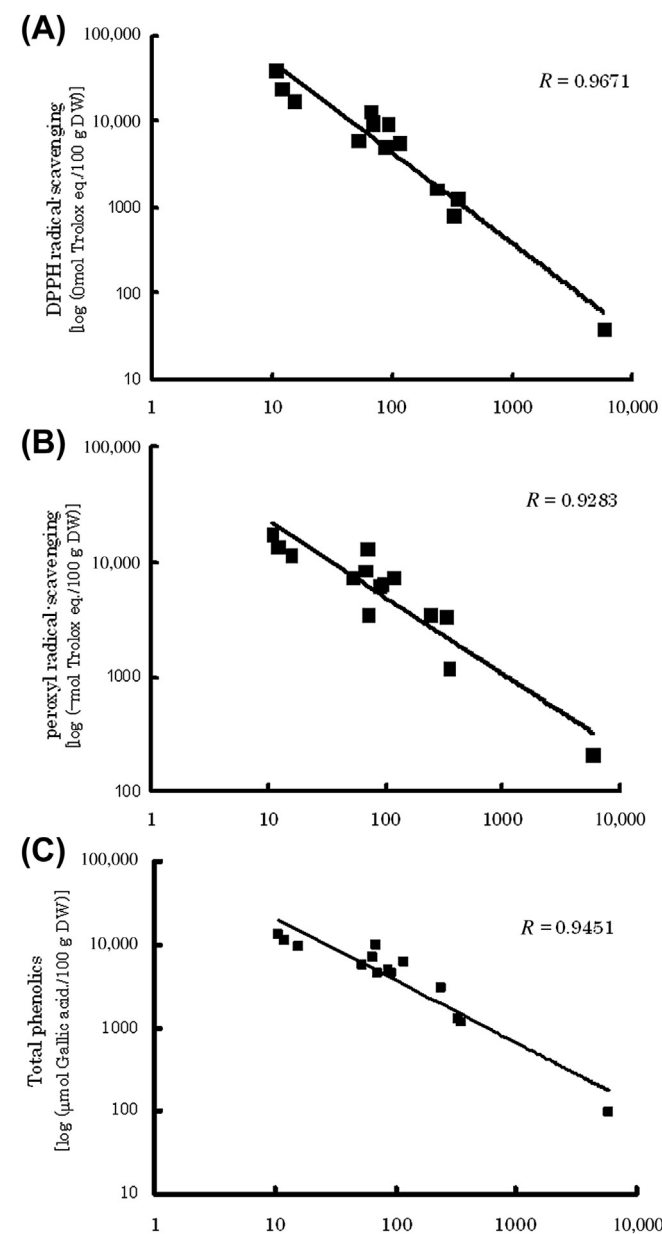 (A)
100,000
10,000
1000
100
10
DPPH radical·scavenging
[log (0mol Trolox eq./100 g DW)]
R = 0.9671
1 10 100 1000 10,000
(B)
100,000
10,000
1000
100
peroxyl radical·scavenging
[log (−mol Trolox eq./100 g DW)]
R = 0.9283
1 10 100 1000 10,000
(C)
100,000
10,000
1000
100
10
Total phenolics
[log (μmol Gallic acid./100 g DW)]
R = 0.9451
1 10 100 1000 10,000